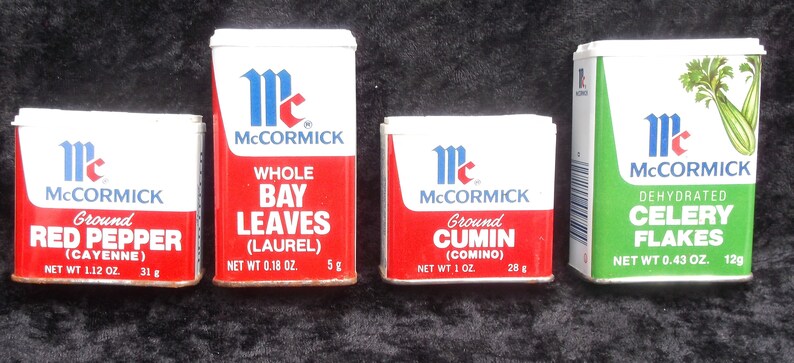 Mc
McCORMICK
Ground
RED PEPPER
(CAYENNE)
NET WT 1.12 OZ. 31 g
Mc®
McCORMICK
WHOLE
BAY
LEAVES
(LAUREL)
NET WT 0.18 OZ. 5 g
Mc
McCORMICK
Ground
CUMIN
(COMINO)
NET WT 1 OZ. 28 g
Mc
McCORMICK
DEHYDRATED
CELERY
FLAKES
NET WT 0.43 OZ. 12g